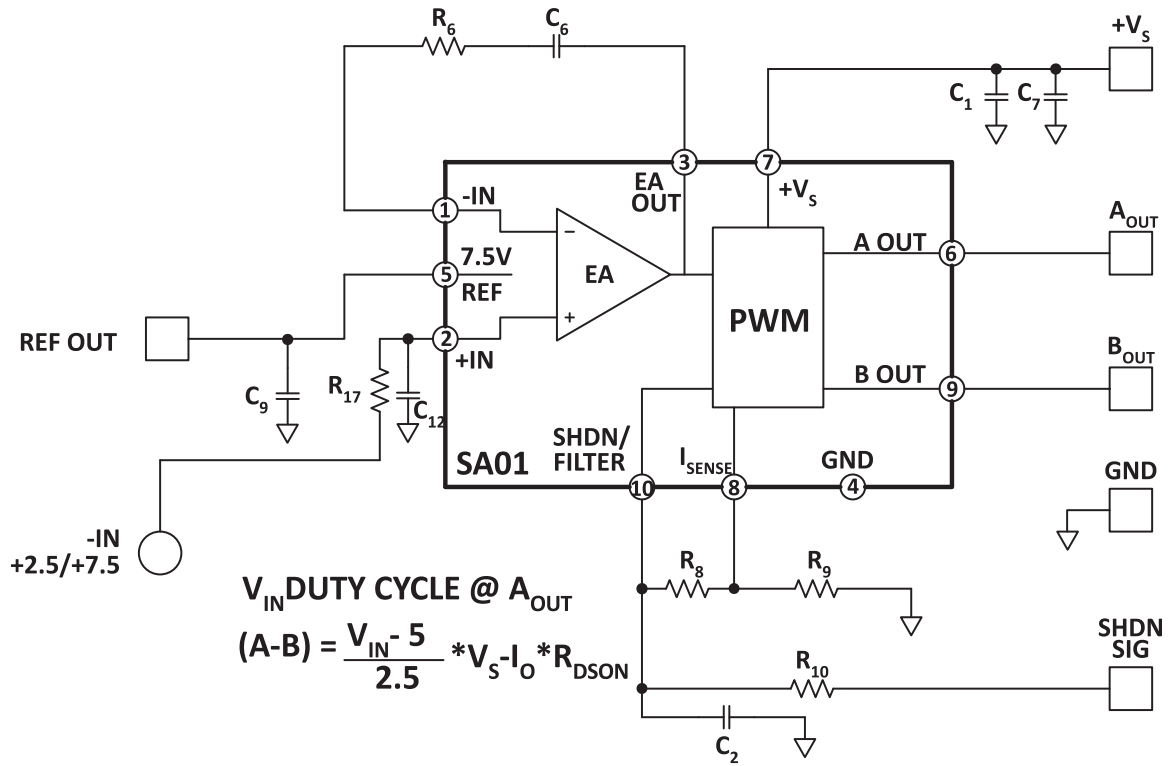 R6
C6
+VS
C1
C7
3
7
EA
OUT
+VS
-IN
1
7.5V
5
REF
EA
−
+
2
+IN
PWM
A OUT
6
AOUT
B OUT
9
BOUT
REF OUT
C9
R17
C12
SHDN/
FILTER
ISENSE
GND
SA01
10
8
4
GND
-IN
+2.5/+7.5
R8
R9
VIN DUTY CYCLE @ AOUT
(A-B) = VIN- 5
2.5
*VS-IO*RDSON
R10
SHDN
SIG
C2